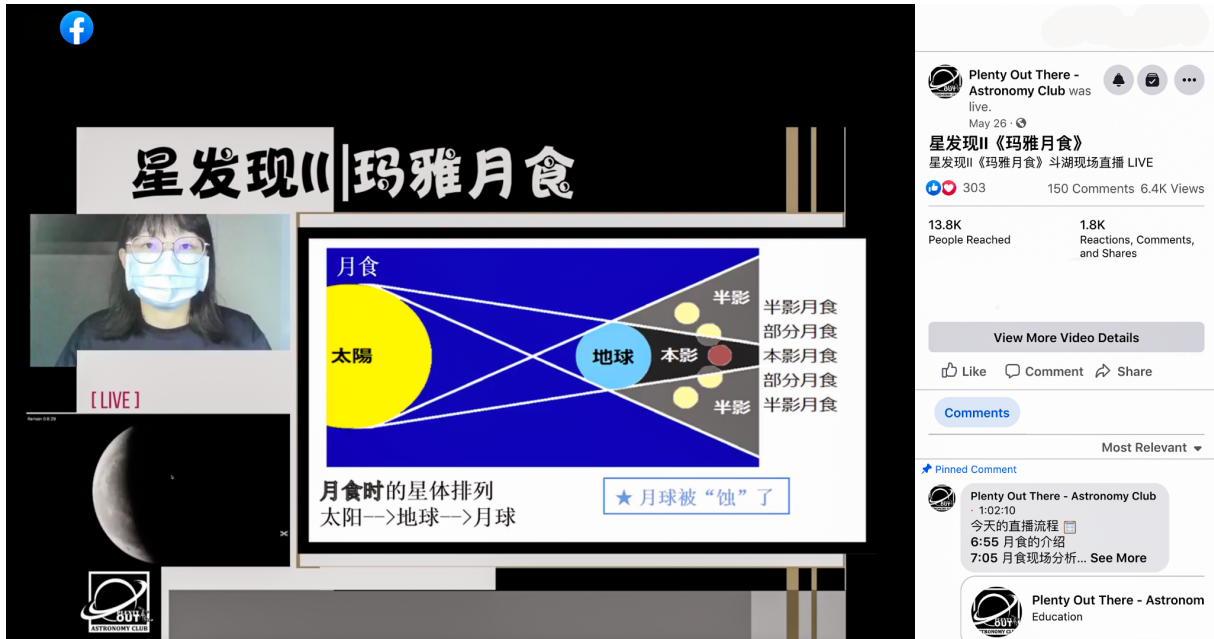 星发现II|玛雅月食
月食
太陽
地球
本影
半影
半影
半影月食
部分月食
本影月食
部分月食
半影月食
月食时的星体排列
太阳-->地球-->月球
★ 月球被“蚀”了
[ LIVE ]
ASTRONOMY CLUB
Plenty Out There -
Astronomy Club was
live.
May 26 ·
星发现II《玛雅月食》
星发现II《玛雅月食》斗湖现场直播 LIVE
303
150 Comments 6.4K Views
13.8K
People Reached
1.8K
Reactions, Comments,
and Shares
View More Video Details
Like Comment Share
Comments
Most Relevant
Pinned Comment
Plenty Out There - Astronomy Club
· 1:02:10
今天的直播流程
6:55 月食的介绍
7:05 月食现场分析... See More
Plenty Out There - Astronom
Education